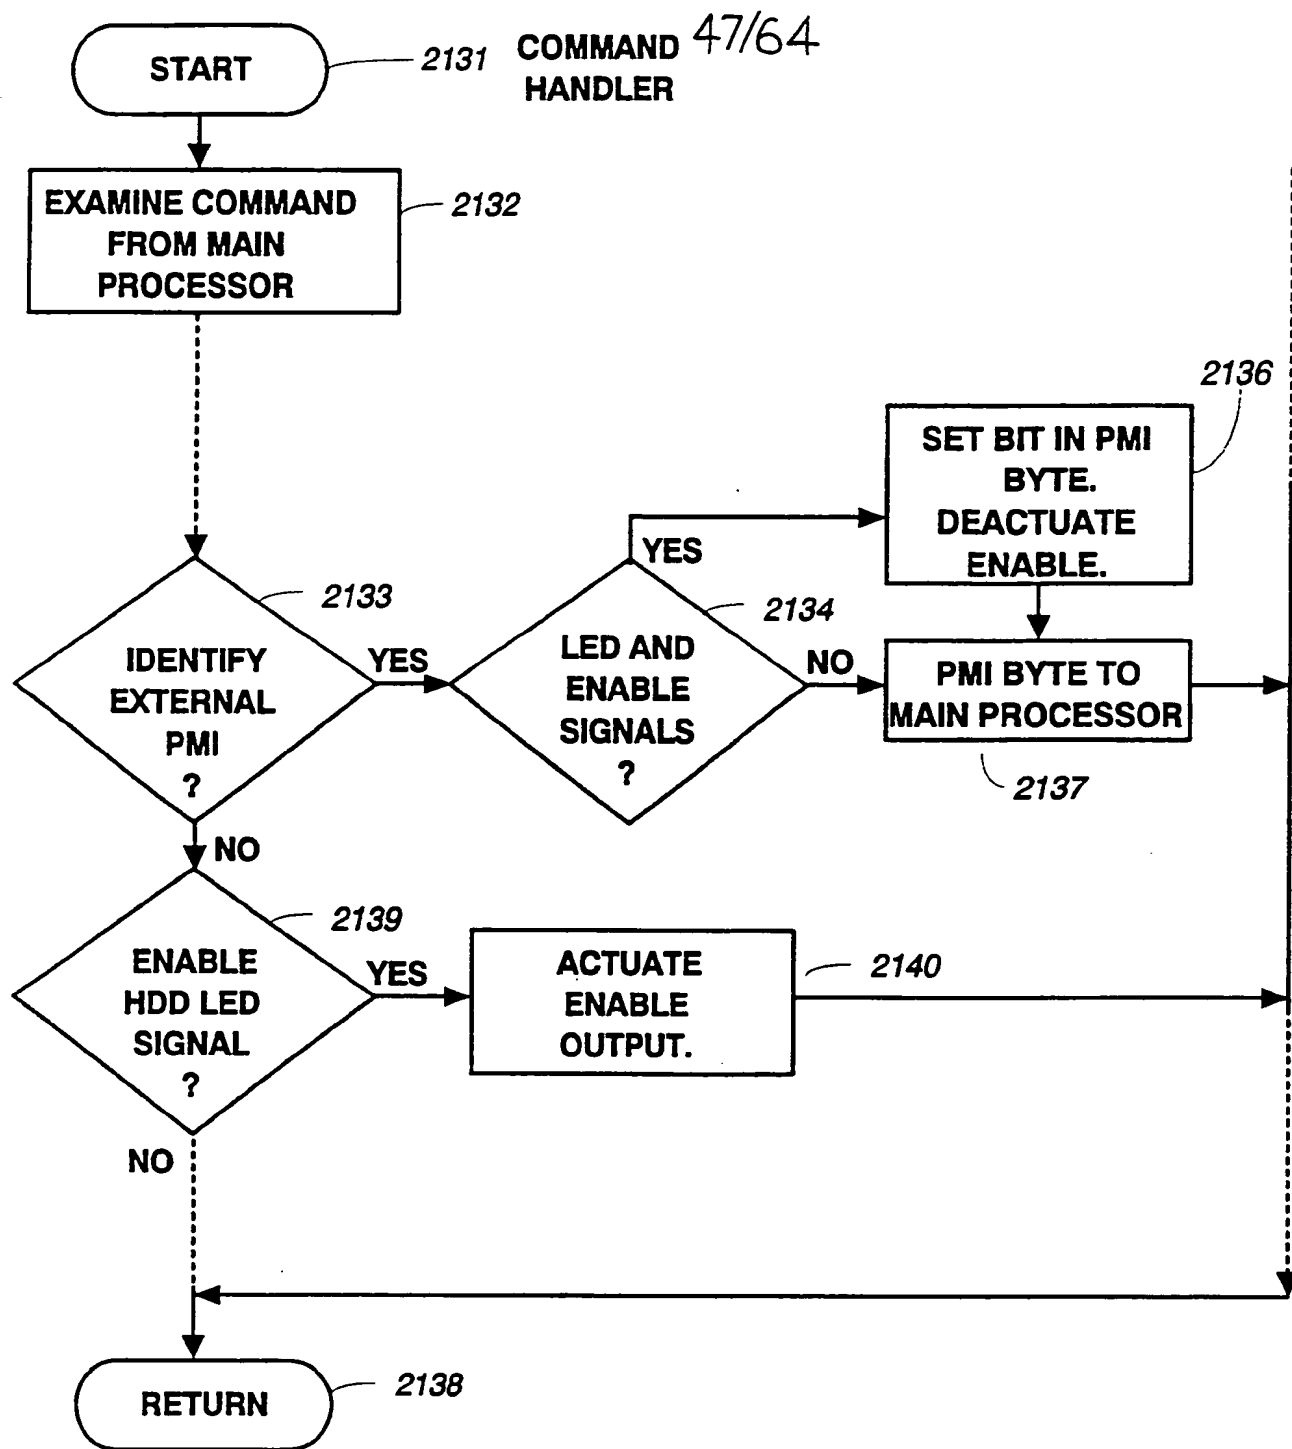 START
2131
COMMAND
HANDLER
47/64
EXAMINE COMMAND
FROM MAIN
PROCESSOR
2132
2136
SET BIT IN PMI
BYTE.
DEACTUATE
ENABLE.
YES
2133
IDENTIFY
EXTERNAL
PMI
?
YES
2134
LED AND
ENABLE
SIGNALS
?
NO
PMI BYTE TO
MAIN PROCESSOR
2137
NO
2139
ENABLE
HDD LED
SIGNAL
?
YES
ACTUATE
ENABLE
OUTPUT.
2140
NO
RETURN
2138